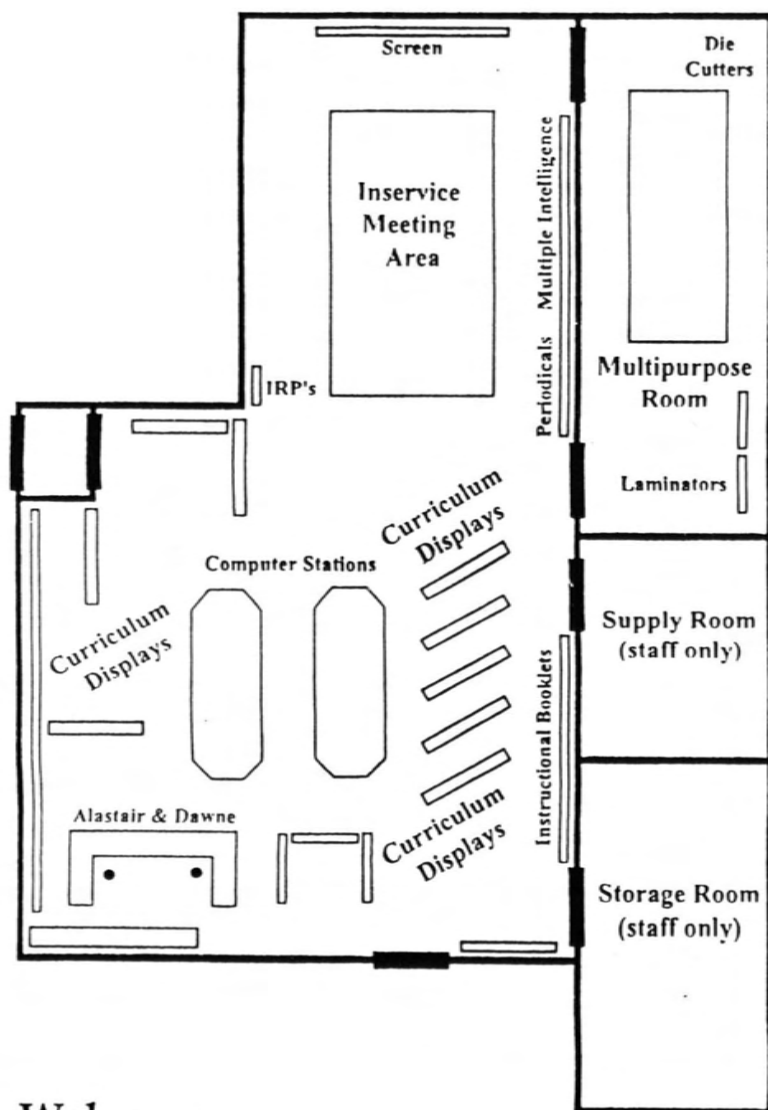 Screen
Die
Cutters
Inservice
Meeting
Area
Multiple Intelligence
Periodicals
IRP's
Multipurpose
Room
Laminators
Curriculum
Displays
Computer Stations
Curriculum
Displays
Supply Room
(staff only)
Instructional Booklets
Alastair & Dawne
Curriculum
Displays
Storage Room
(staff only)